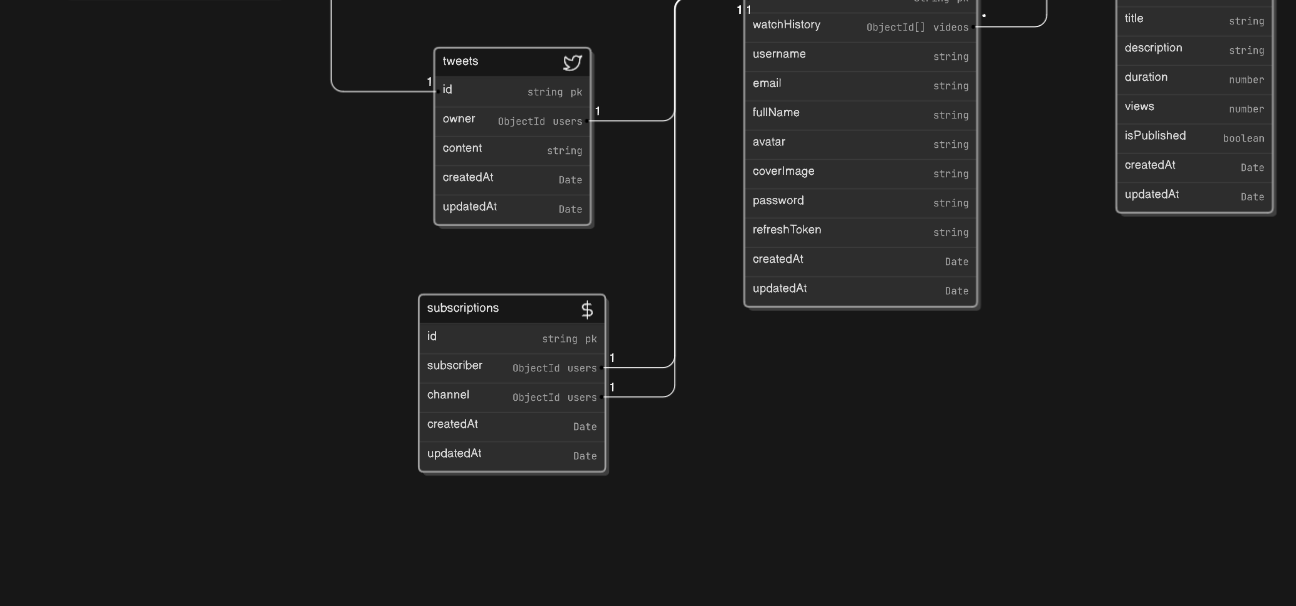 tweets
id string pk
owner ObjectId users
content string
createdAt Date
updatedAt Date
1
1
subscriptions
id string pk
subscriber ObjectId users
channel ObjectId users
createdAt Date
updatedAt Date
1
1
string pk
1 1
watchHistory ObjectId[] videos
username string
email string
fullName string
avatar string
coverImage string
password string
refreshToken string
createdAt Date
updatedAt Date
title string
description string
duration number
views number
isPublished boolean
createdAt Date
updatedAt Date